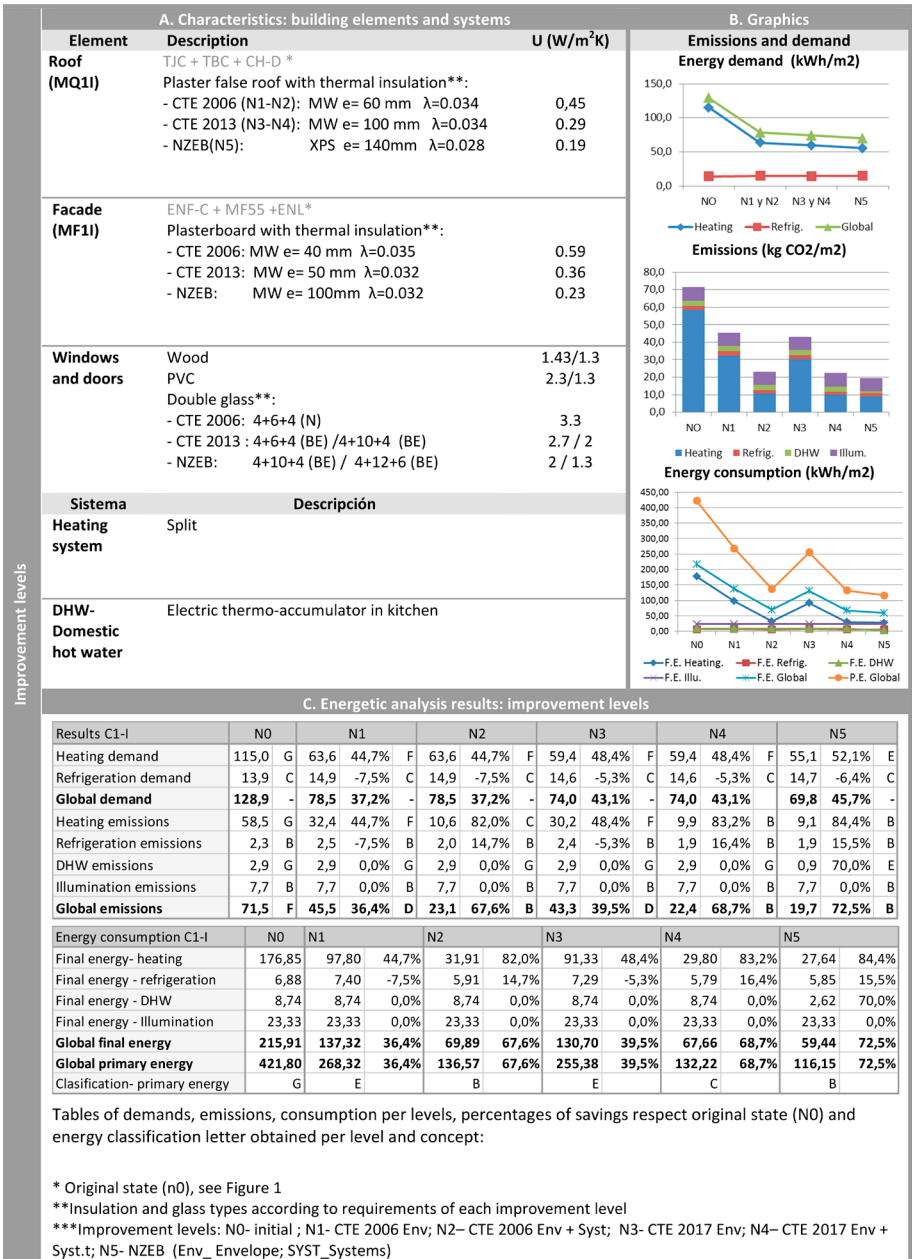 Improvement levels
A. Characteristics: building elements and systems
Element Description U (W/m²K)
Roof TJC + TBC + CH-D *
(MQ1I) Plaster false roof with thermal insulation**:
- CTE 2006 (N1-N2): MW e= 60 mm λ=0.034 0,45
- CTE 2013 (N3-N4): MW e= 100 mm λ=0.034 0.29
- NZEB(N5): XPS e= 140mm λ=0.028 0.19
Facade ENF-C + MF55 +ENL*
(MF1I) Plasterboard with thermal insulation**:
- CTE 2006: MW e= 40 mm λ=0.035 0.59
- CTE 2013: MW e= 50 mm λ=0.032 0.36
- NZEB: MW e= 100mm λ=0.032 0.23
Windows Wood 1.43/1.3
and doors PVC 2.3/1.3
Double glass**:
- CTE 2006: 4+6+4 (N) 3.3
- CTE 2013 : 4+6+4 (BE) /4+10+4 (BE) 2.7 / 2
- NZEB: 4+10+4 (BE) / 4+12+6 (BE) 2 / 1.3
Sistema Descripción
Heating Split
system
DHW- Electric thermo-accumulator in kitchen
Domestic
hot water
B. Graphics
Emissions and demand
Energy demand (kWh/m2)
150,0
100,0
50,0
0,0
NO N1 y N2 N3 y N4 N5
Heating Refrig. Global
Emissions (kg CO2/m2)
80,0
70,0
60,0
50,0
40,0
30,0
20,0
10,0
0,0
NO N1 N2 N3 N4 N5
Heating Refrig. DHW Illum.
Energy consumption (kWh/m2)
450,00
400,00
350,00
300,00
250,00
200,00
150,00
100,00
50,00
0,00
N0 N1 N2 N3 N4 N5
F.E. Heating. F.E. Refrig. F.E. DHW
F.E. Illu. F.E. Global P.E. Global
C. Energetic analysis results: improvement levels
Results C1-I N0 N1 N2 N3 N4 N5
Heating demand 115,0 G 63,6 44,7% F 63,6 44,7% F 59,4 48,4% F 59,4 48,4% F 55,1 52,1% E
Refrigeration demand 13,9 C 14,9 -7,5% C 14,9 -7,5% C 14,6 -5,3% C 14,6 -5,3% C 14,7 -6,4% C
Global demand 128,9 - 78,5 37,2% - 78,5 37,2% - 74,0 43,1% - 74,0 43,1% 69,8 45,7% -
Heating emissions 58,5 G 32,4 44,7% F 10,6 82,0% C 30,2 48,4% F 9,9 83,2% B 9,1 84,4% B
Refrigeration emissions 2,3 B 2,5 -7,5% B 2,0 14,7% B 2,4 -5,3% B 1,9 16,4% B 1,9 15,5% B
DHW emissions 2,9 G 2,9 0,0% G 2,9 0,0% G 2,9 0,0% G 2,9 0,0% G 0,9 70,0% E
Illumination emissions 7,7 B 7,7 0,0% B 7,7 0,0% B 7,7 0,0% B 7,7 0,0% B 7,7 0,0% B
Global emissions 71,5 F 45,5 36,4% D 23,1 67,6% B 43,3 39,5% D 22,4 68,7% B 19,7 72,5% B
Energy consumption C1-I N0 N1 N2 N3 N4 N5
Final energy- heating 176,85 97,80 44,7% 31,91 82,0% 91,33 48,4% 29,80 83,2% 27,64 84,4%
Final energy - refrigeration 6,88 7,40 -7,5% 5,91 14,7% 7,29 -5,3% 5,79 16,4% 5,85 15,5%
Final energy - DHW 8,74 8,74 0,0% 8,74 0,0% 8,74 0,0% 8,74 0,0% 2,62 70,0%
Final energy - Illumination 23,33 23,33 0,0% 23,33 0,0% 23,33 0,0% 23,33 0,0% 23,33 0,0%
Global final energy 215,91 137,32 36,4% 69,89 67,6% 130,70 39,5% 67,66 68,7% 59,44 72,5%
Global primary energy 421,80 268,32 36,4% 136,57 67,6% 255,38 39,5% 132,22 68,7% 116,15 72,5%
Clasification- primary energy G E B E C B
Tables of demands, emissions, consumption per levels, percentages of savings respect original state (N0) and
energy classification letter obtained per level and concept:
* Original state (n0), see Figure 1
**Insulation and glass types according to requirements of each improvement level
***Improvement levels: N0- initial ; N1- CTE 2006 Env; N2– CTE 2006 Env + Syst; N3- CTE 2017 Env; N4– CTE 2017 Env +
Syst.t; N5- NZEB (Env_ Envelope; SYST_Systems)